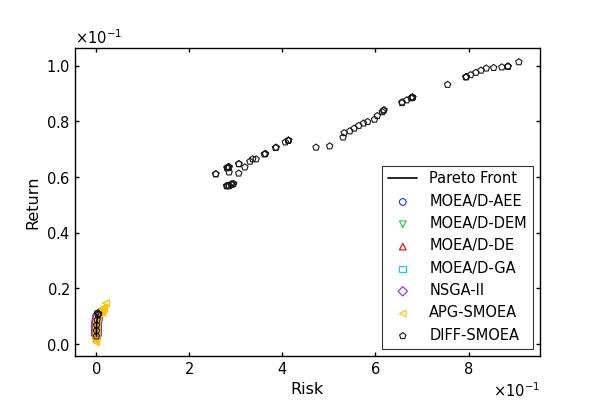 ×10⁻¹
1.0
0.8
0.6
0.4
0.2
0.0
Return
0
2
4
6
8
Risk
×10⁻¹
Pareto Front
MOEA/D-AEE
MOEA/D-DEM
MOEA/D-DE
MOEA/D-GA
NSGA-II
APG-SMOEA
DIFF-SMOEA